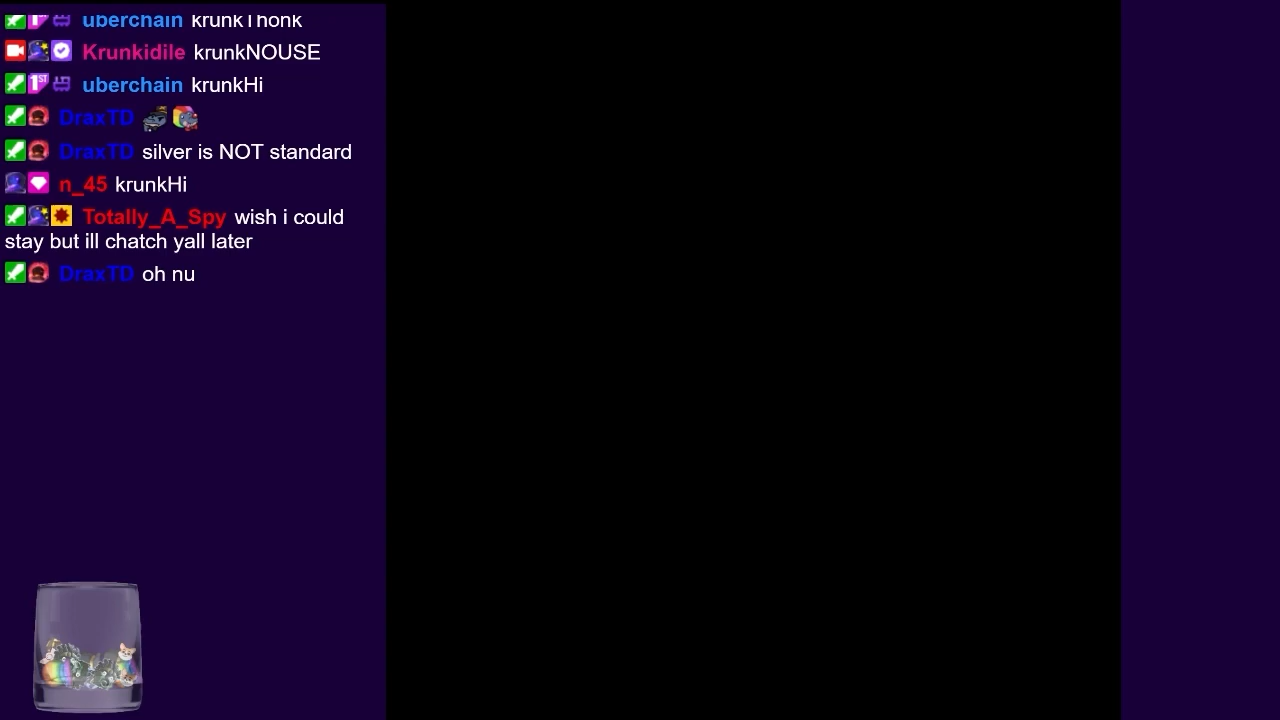 uberchain krunkThonk
Krunkidile krunkNOUSE
1ST uberchain krunkHi
DraxTD
DraxTD silver is NOT standard
n_45 krunkHi
Totally_A_Spy wish i could
stay but ill chatch yall later
DraxTD oh nu